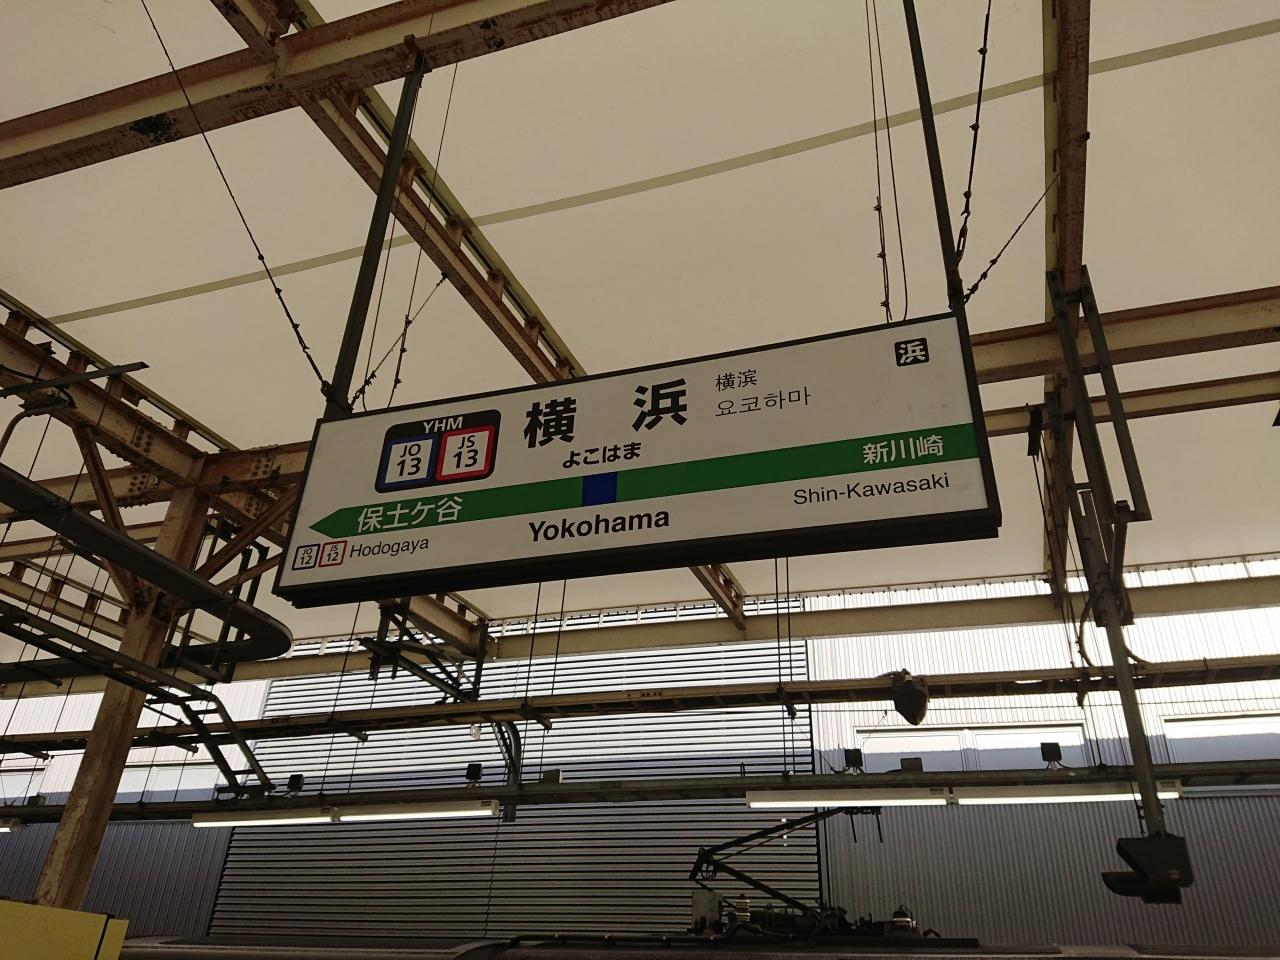 YHM
JO
13
JS
13
横浜
よこはま
横滨
요코하마
浜
保土ケ谷
新川崎
JO
12
JS
12
Hodogaya
Yokohama
Shin-Kawasaki